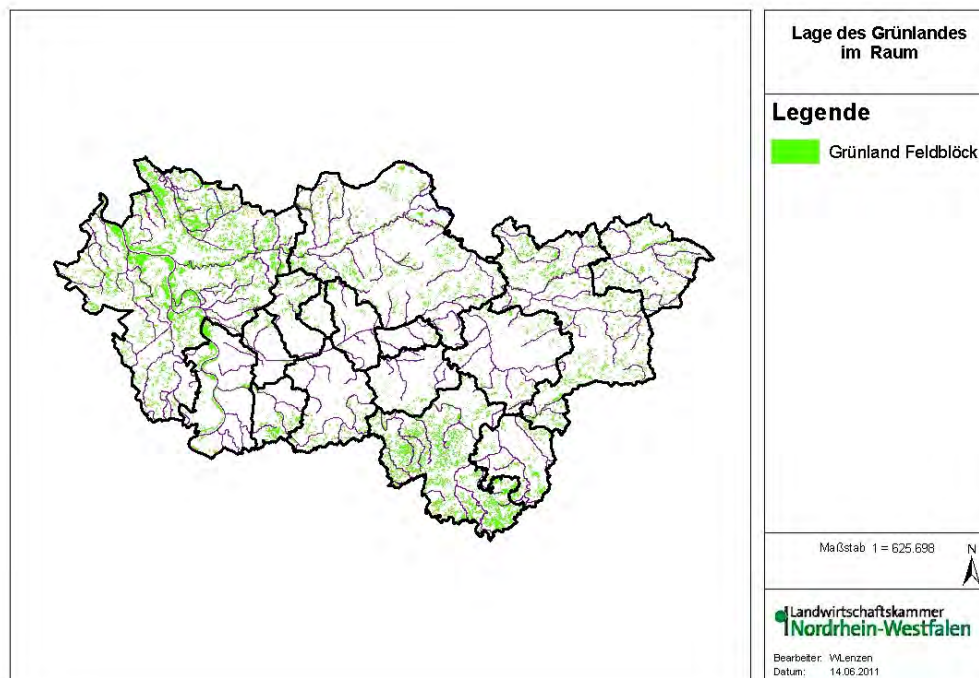 Lage des Grünlandes
im Raum
Legende
Grünland Feldblöck
Maßstab 1 = 625.698
N
Landwirtschaftskammer
Nordrhein-Westfalen
Bearbeiter: WLenzen
Datum: 14.06.2011